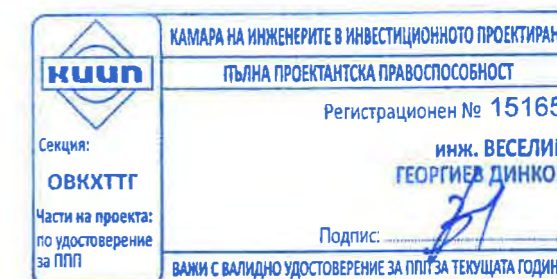 КАМАРА НА ИНЖЕНЕРИТЕ В ИНВЕСТИЦИОННОТО ПРОЕКТИРАН
КИИП
ПЪЛНА ПРОЕКТАНТСКА ПРАВОСПОСОБНОСТ
Регистрационен № 15165
Секция:
ОВКХТТГ
инж. ВЕСЕЛИ
ГЕОРГИЕВ ДИНКО
Части на проекта:
по удостоверение
за ППП
Подпис:
ВАЖИ С ВАЛИДНО УДОСТОВЕРЕНИЕ ЗА ППП ЗА ТЕКУЩАТА ГОДИН